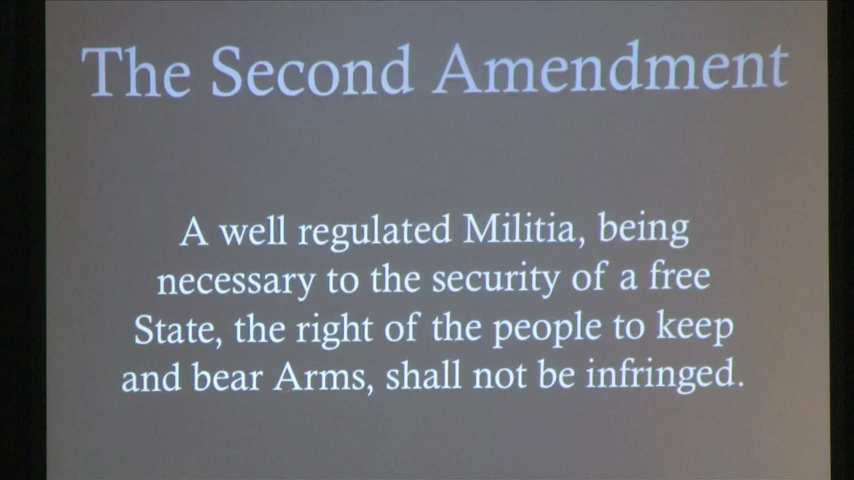 The Second Amendment
A well regulated Militia, being
necessary to the security of a free
State, the right of the people to keep
and bear Arms, shall not be infringed.